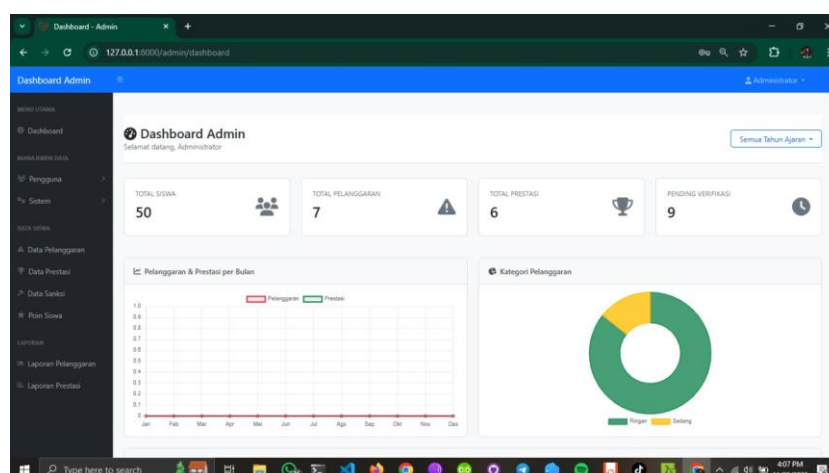 Dashboard - Admin
127.0.0.1:8000/admin/dashboard
Dashboard Admin
Administrator
MENU UTAMA
Dashboard
MANAJEMEN DATA
Pengguna
Sistem
DATA SISWA
Data Pelanggaran
Data Prestasi
Data Sanksi
Poin Siswa
LAPORAN
Laporan Pelanggaran
Laporan Prestasi
Dashboard Admin
Selamat datang, Administrator
Semua Tahun Ajaran
TOTAL SISWA
50
TOTAL PELANGGARAN
7
TOTAL PRESTASI
6
PENDING VERIFIKASI
9
Pelanggaran & Prestasi per Bulan
Pelanggaran Prestasi
1.0
0.9
0.8
0.7
0.6
0.5
0.4
0.3
0.2
0.1
0
Jan Feb Mar Apr Mei Jun Jul Ags Sep Okt Nov Des
Kategori Pelanggaran
Ringan Sedang
Type here to search
4:07 PM